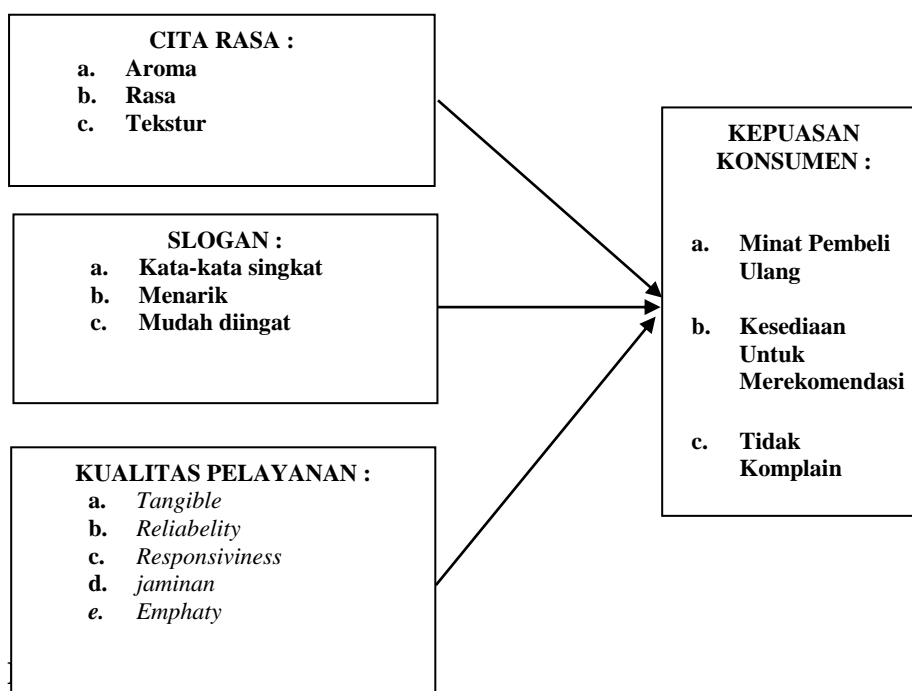 CITA RASA :
a. Aroma
b. Rasa
c. Tekstur
SLOGAN :
a. Kata-kata singkat
b. Menarik
c. Mudah diingat
KUALITAS PELAYANAN :
a. Tangible
b. Reliabelity
c. Responsiviness
d. jaminan
e. Emphaty
KEPUASAN
KONSUMEN :
a. Minat Pembeli
Ulang
b. Kesediaan
Untuk
Merekomendasi
c. Tidak
Komplain